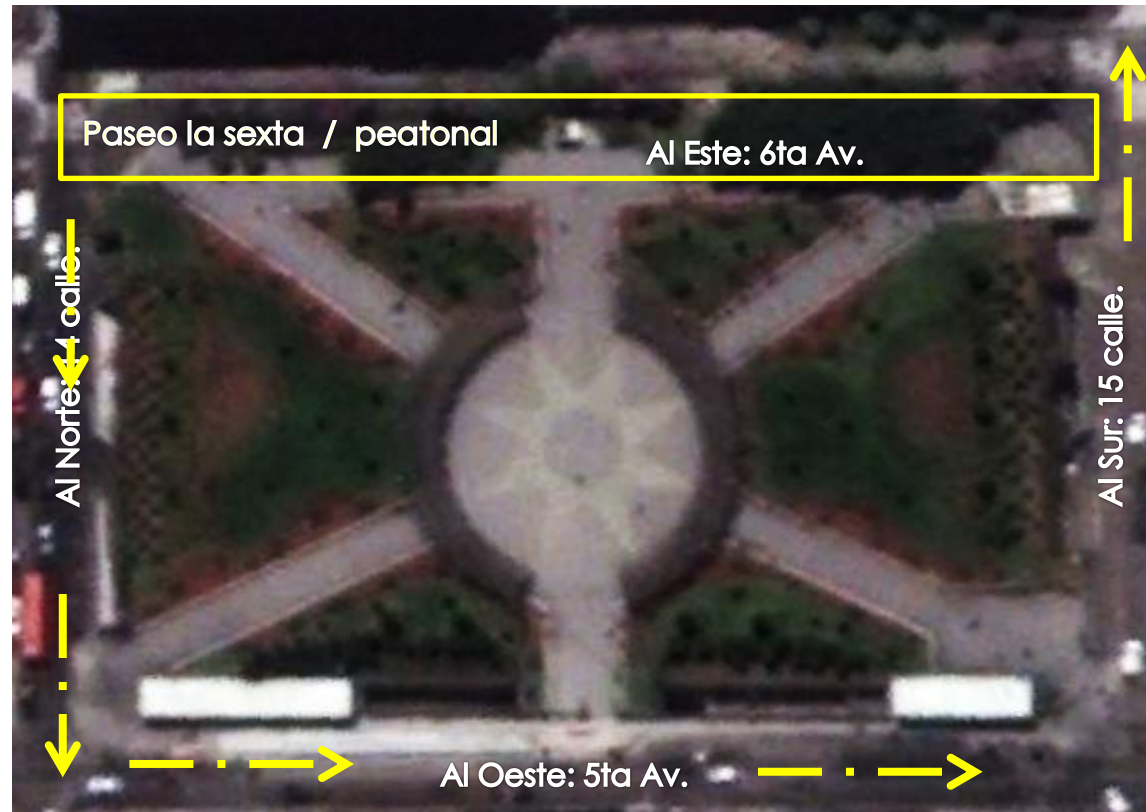 Paseo la sexta / peatonal
Al Este: 6ta Av.
Al Norte: 14 calle.
Al Sur: 15 calle.
Al Oeste: 5ta Av.